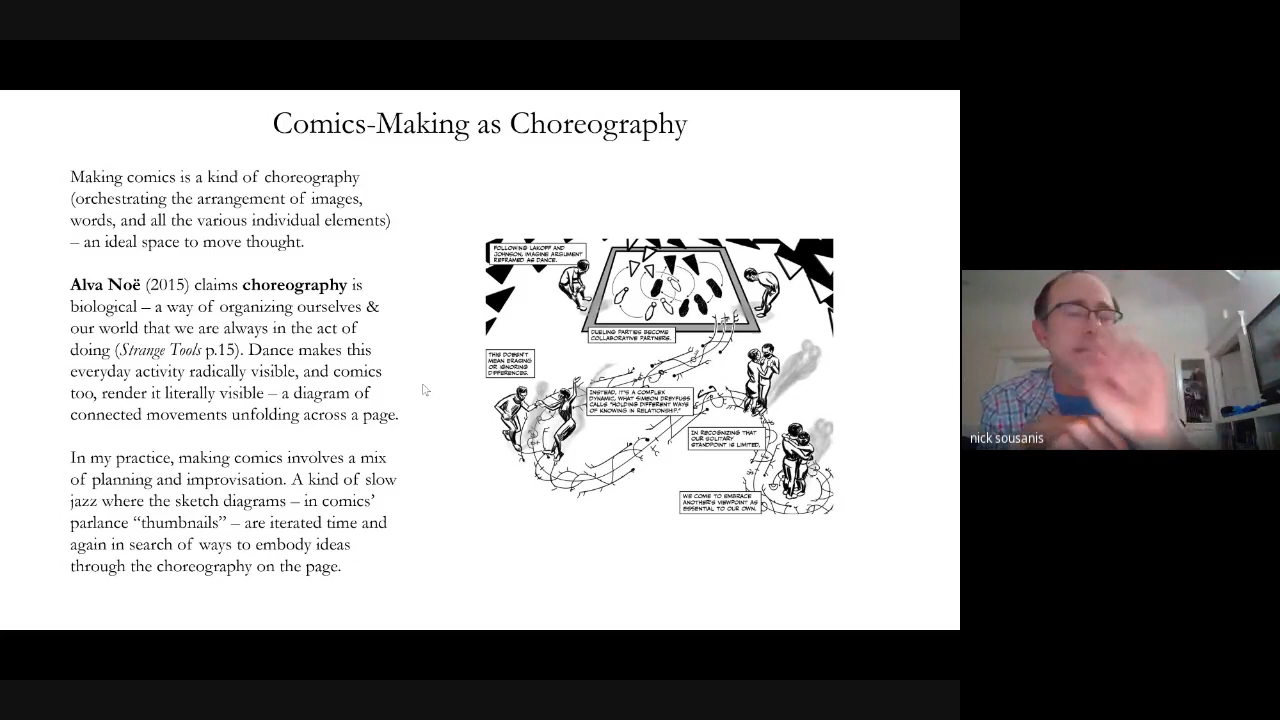 Comics-Making as Choreography
Making comics is a kind of choreography
(orchestrating the arrangement of images,
words, and all the various individual elements)
– an ideal space to move thought.
Alva Noë (2015) claims choreography is
biological – a way of organizing ourselves &
our world that we are always in the act of
doing (Strange Tools p.15). Dance makes this
everyday activity radically visible, and comics
too, render it literally visible – a diagram of
connected movements unfolding across a page.
In my practice, making comics involves a mix
of planning and improvisation. A kind of slow
jazz where the sketch diagrams – in comics’
parlance “thumbnails” – are iterated time and
again in search of ways to embody ideas
through the choreography on the page.
FOLLOWING LAKOFF AND
JOHNSON, IMAGINE ARGUMENT
REFRAMED AS DANCE.
DUELING PARTIES BECOME
COLLABORATIVE PARTNERS.
THIS DOESN'T
MEAN ERASING
OR IGNORING
DIFFERENCES.
INSTEAD, IT'S A COMPLEX
DYNAMIC, WHAT SIMEON DREYFUSS
CALLS "HOLDING DIFFERENT WAYS
OF KNOWING IN RELATIONSHIP."
IN RECOGNIZING THAT
OUR SOLITARY
STANDPOINT IS LIMITED,
WE COME TO EMBRACE
ANOTHER'S VIEWPOINT AS
ESSENTIAL TO OUR OWN.
nick sousanis